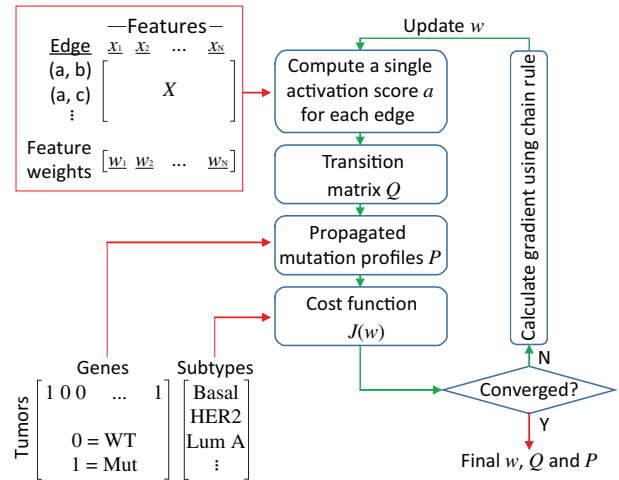 —Features—
Edge x₁ x₂ ... x_N
(a, b)
(a, c)
⋮
X
Feature
weights
[w₁ w₂ ... w_N]
Update w
Compute a single
activation score a
for each edge
Transition
matrix Q
Propagated
mutation profiles P
Cost function
J(w)
Calculate gradient using chain rule
N
Converged?
Y
Final w, Q and P
Genes
Tumors
1 0 0 ... 1
0 = WT
1 = Mut
Subtypes
Basal
HER2
Lum A
⋮